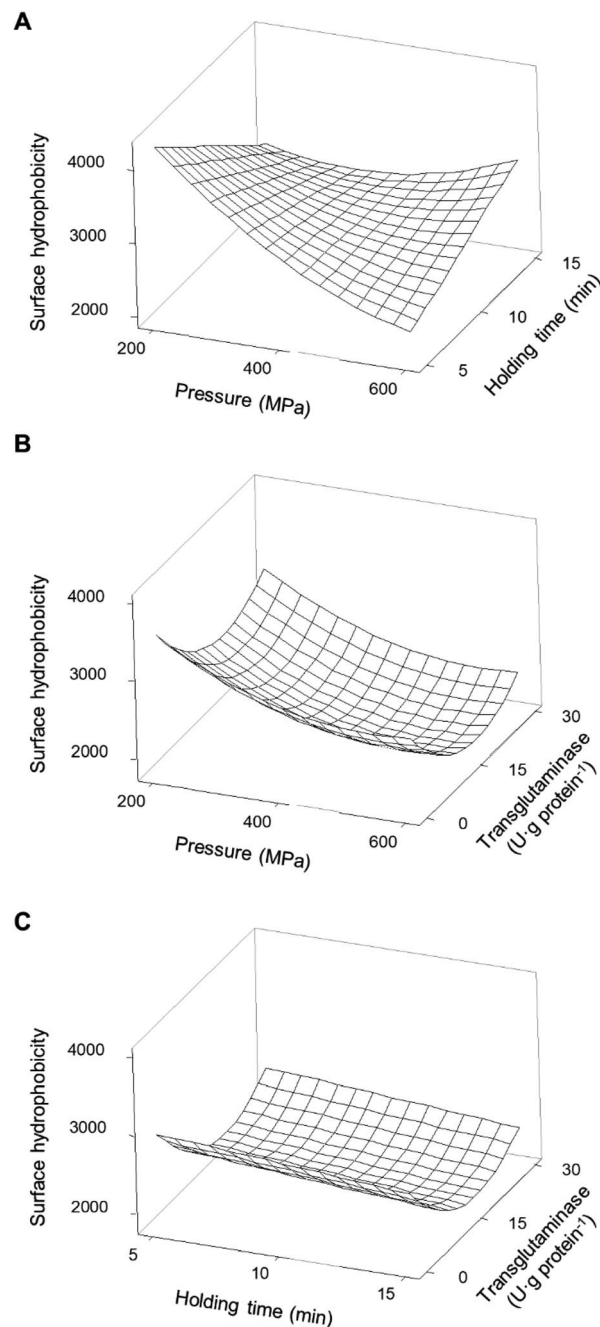 A
Surface hydrophobicity
4000
3000
2000
200
400
600
Pressure (MPa)
5
10
15
Holding time (min)
B
Surface hydrophobicity
4000
3000
2000
200
400
600
Pressure (MPa)
0
15
30
Transglutaminase
(U·g protein⁻¹)
C
Surface hydrophobicity
4000
3000
2000
5
10
15
Holding time (min)
0
15
30
Transglutaminase
(U·g protein⁻¹)